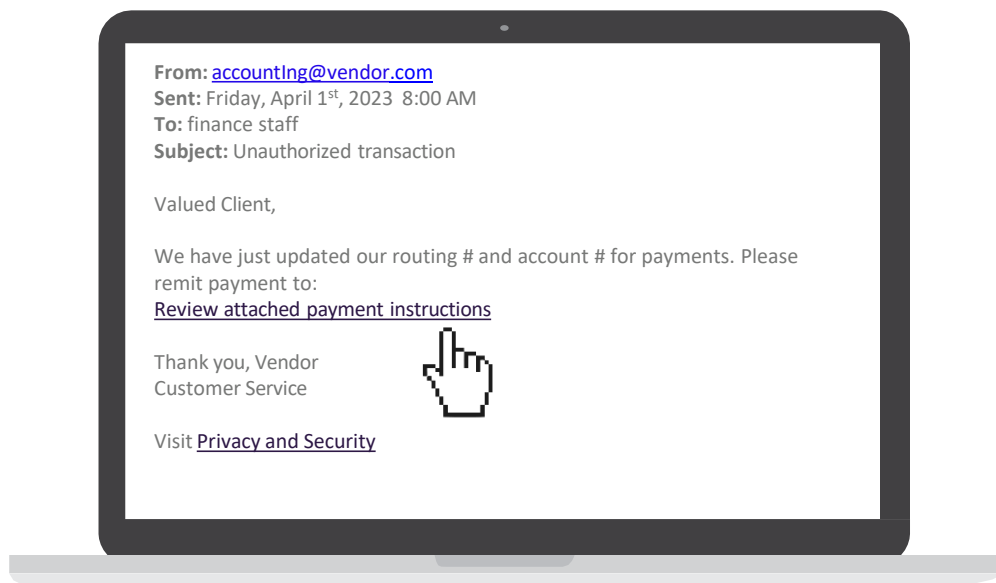 From: accountIng@vendor.com
Sent: Friday, April 1st, 2023 8:00 AM
To: finance staff
Subject: Unauthorized transaction
Valued Client,
We have just updated our routing # and account # for payments. Please
remit payment to:
Review attached payment instructions
Thank you, Vendor
Customer Service
Visit Privacy and Security